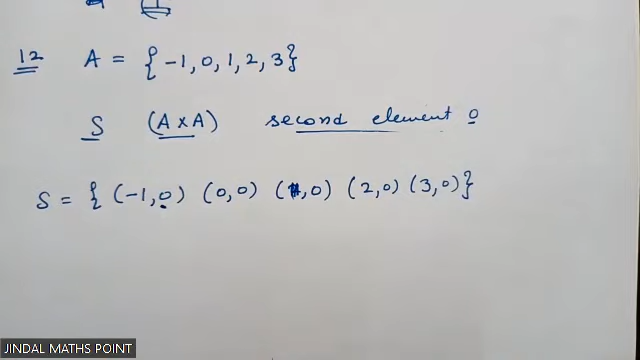 12 A = { -1, 0, 1, 2, 3}
S (A x A) second element 0
S = { (-1, 0) (0, 0) (1, 0) (2, 0) (3, 0)}
JINDAL MATHS POINT